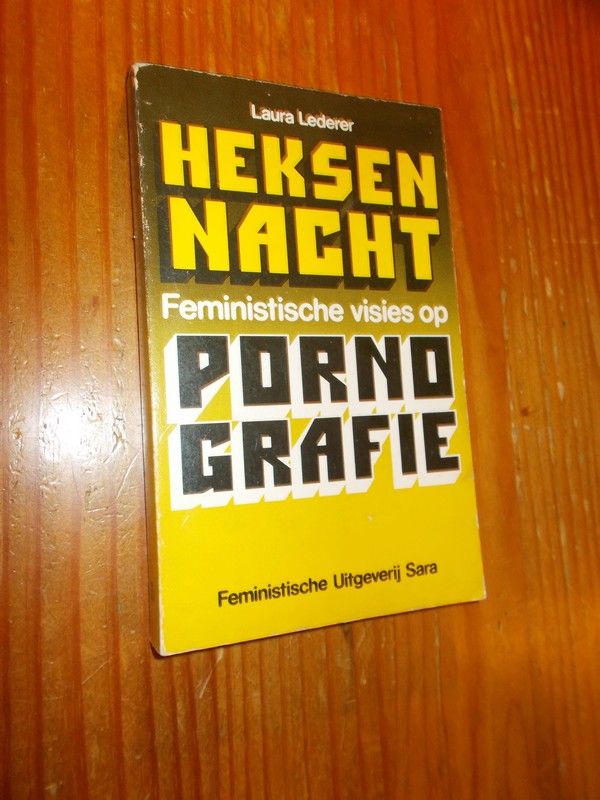 Laura Lederer
HEKSEN
NACHT
Feministische visies op
PORNO
GRAFIE
Feministische Uitgeverij Sara